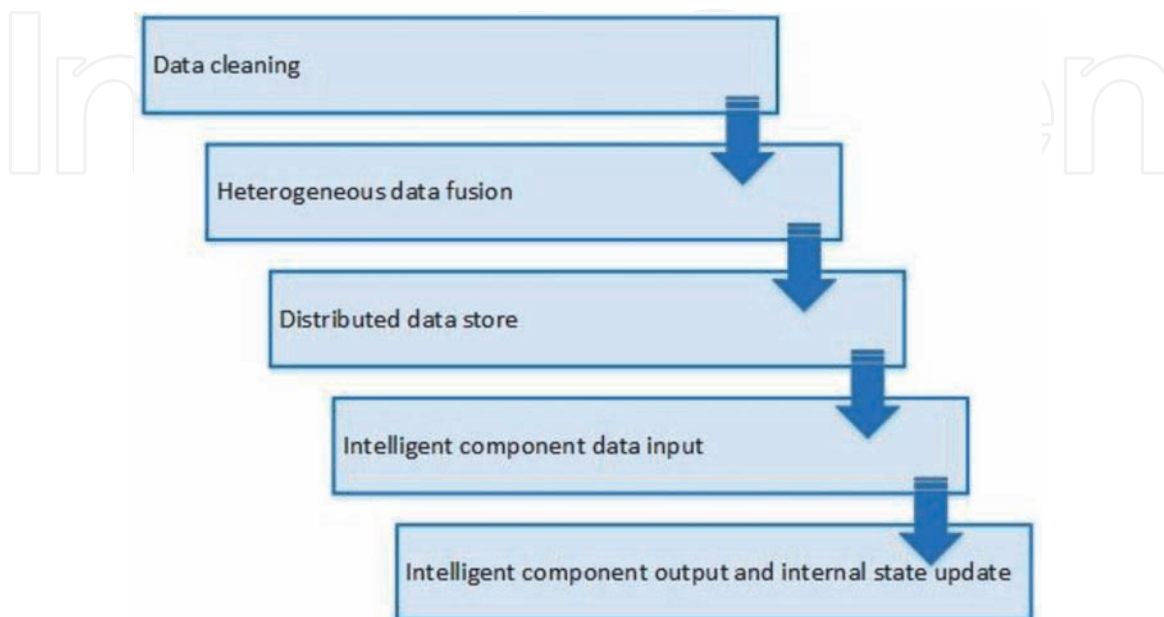 Data cleaning
Heterogeneous data fusion
Distributed data store
Intelligent component data input
Intelligent component output and internal state update